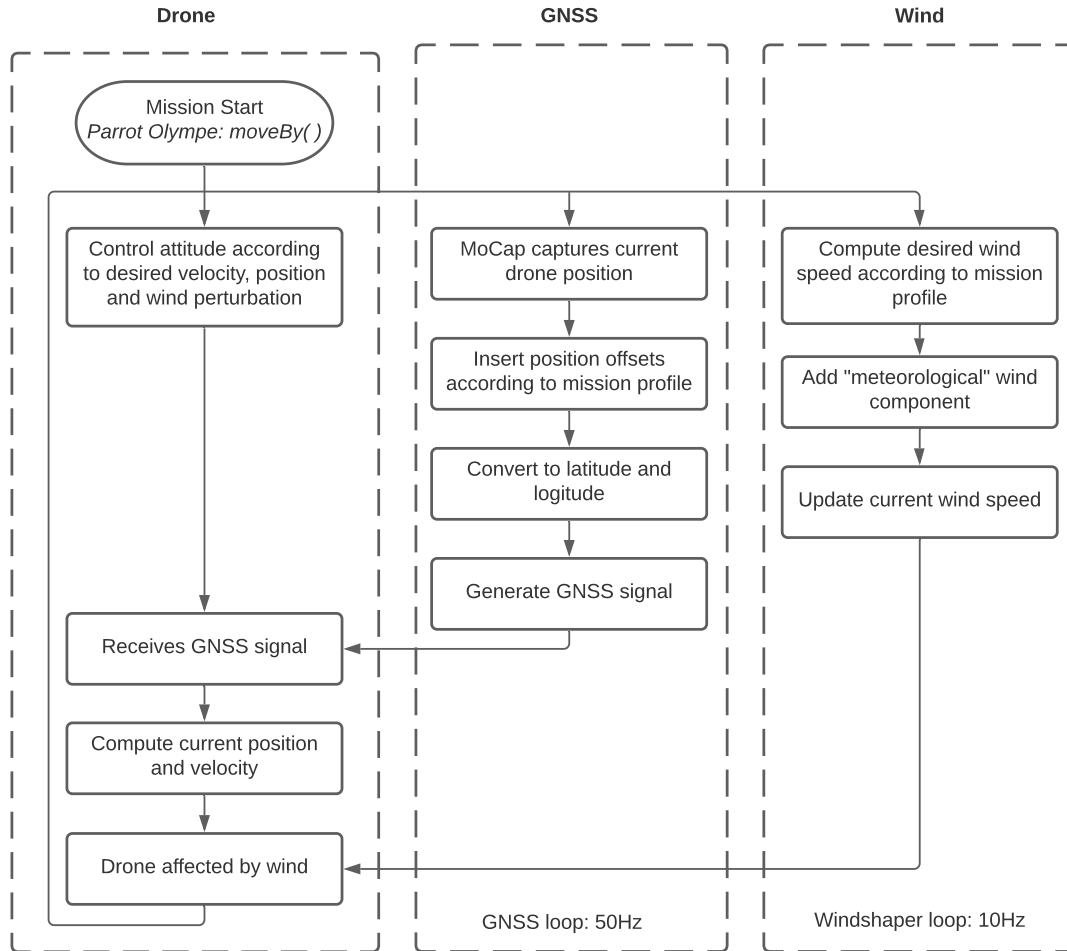 Drone
GNSS
Wind
Mission Start
Parrot Olympe: moveBy( )
Control attitude according
to desired velocity, position
and wind perturbation
Receives GNSS signal
Compute current position
and velocity
Drone affected by wind
MoCap captures current
drone position
Insert position offsets
according to mission profile
Convert to latitude and
logitude
Generate GNSS signal
GNSS loop: 50Hz
Compute desired wind
speed according to mission
profile
Add "meteorological" wind
component
Update current wind speed
Windshaper loop: 10Hz